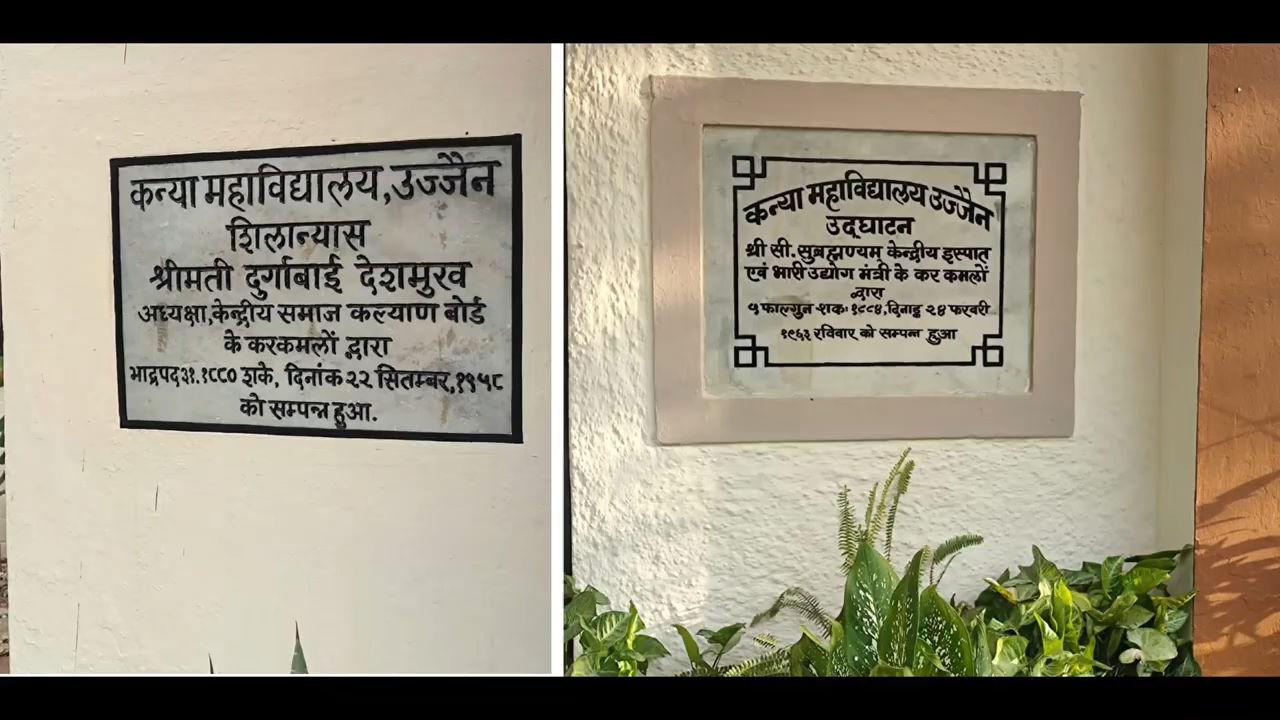 कन्या महाविद्यालय, उज्जैन
शिलान्यास
श्रीमती दुर्गाबाई देशमुख
अध्यक्षा, केन्द्रीय समाज कल्याण बोर्ड
के करकमलों द्वारा
भाद्रपद ३१.१८८० शके, दिनांक २२ सितम्बर, १९५८
को सम्पन्न हुआ.
कन्या महाविद्यालय उज्जैन
उद्घाटन
श्री सी. सुब्रह्मण्यम केन्द्रीय इस्पात
एवं भारी उद्योग मंत्री के कर कमलों
द्वारा
५ फाल्गुन शक: १८८४, दिनाङ्क २४ फरवरी
१९६३ रविवार को सम्पन्न हुआ